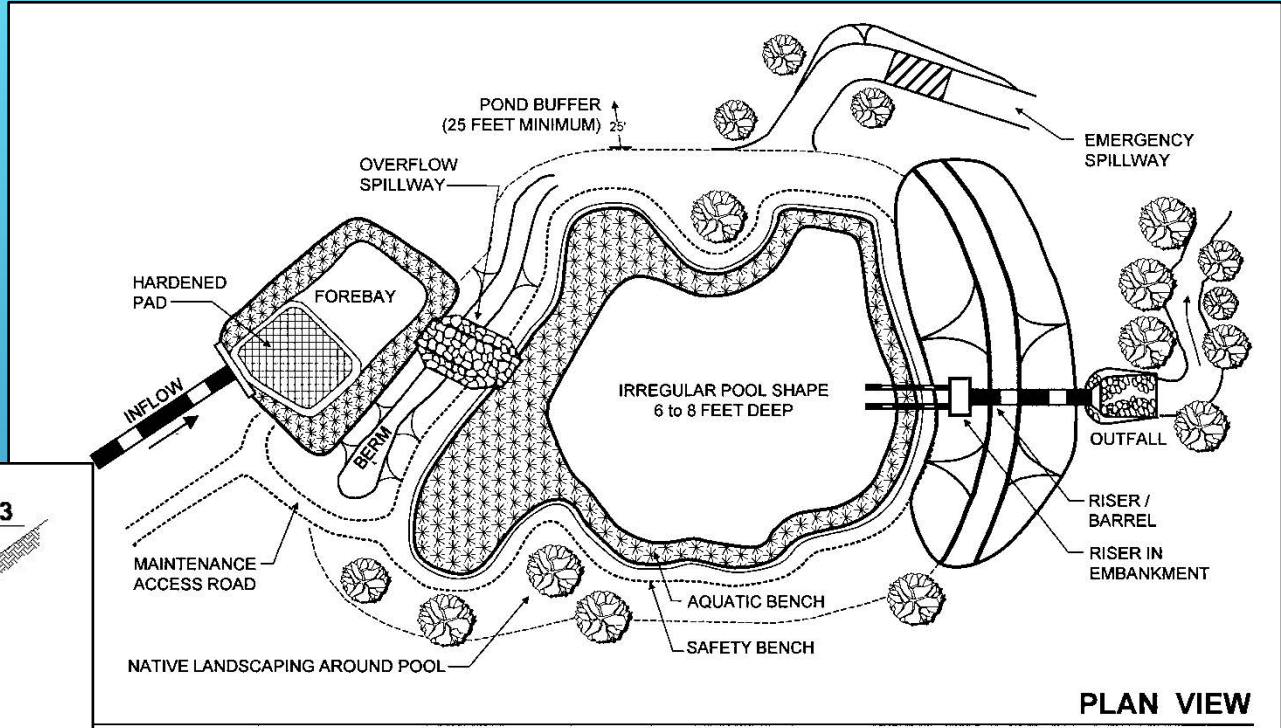 POND BUFFER
(25 FEET MINIMUM)
25'
EMERGENCY
SPILLWAY
OVERFLOW
SPILLWAY
HARDENED
PAD
FOREBAY
INFLOW
BERM
IRREGULAR POOL SHAPE
6 to 8 FEET DEEP
OUTFALL
RISER /
BARREL
RISER IN
EMBANKMENT
3
MAINTENANCE
ACCESS ROAD
AQUATIC BENCH
SAFETY BENCH
NATIVE LANDSCAPING AROUND POOL
PLAN VIEW